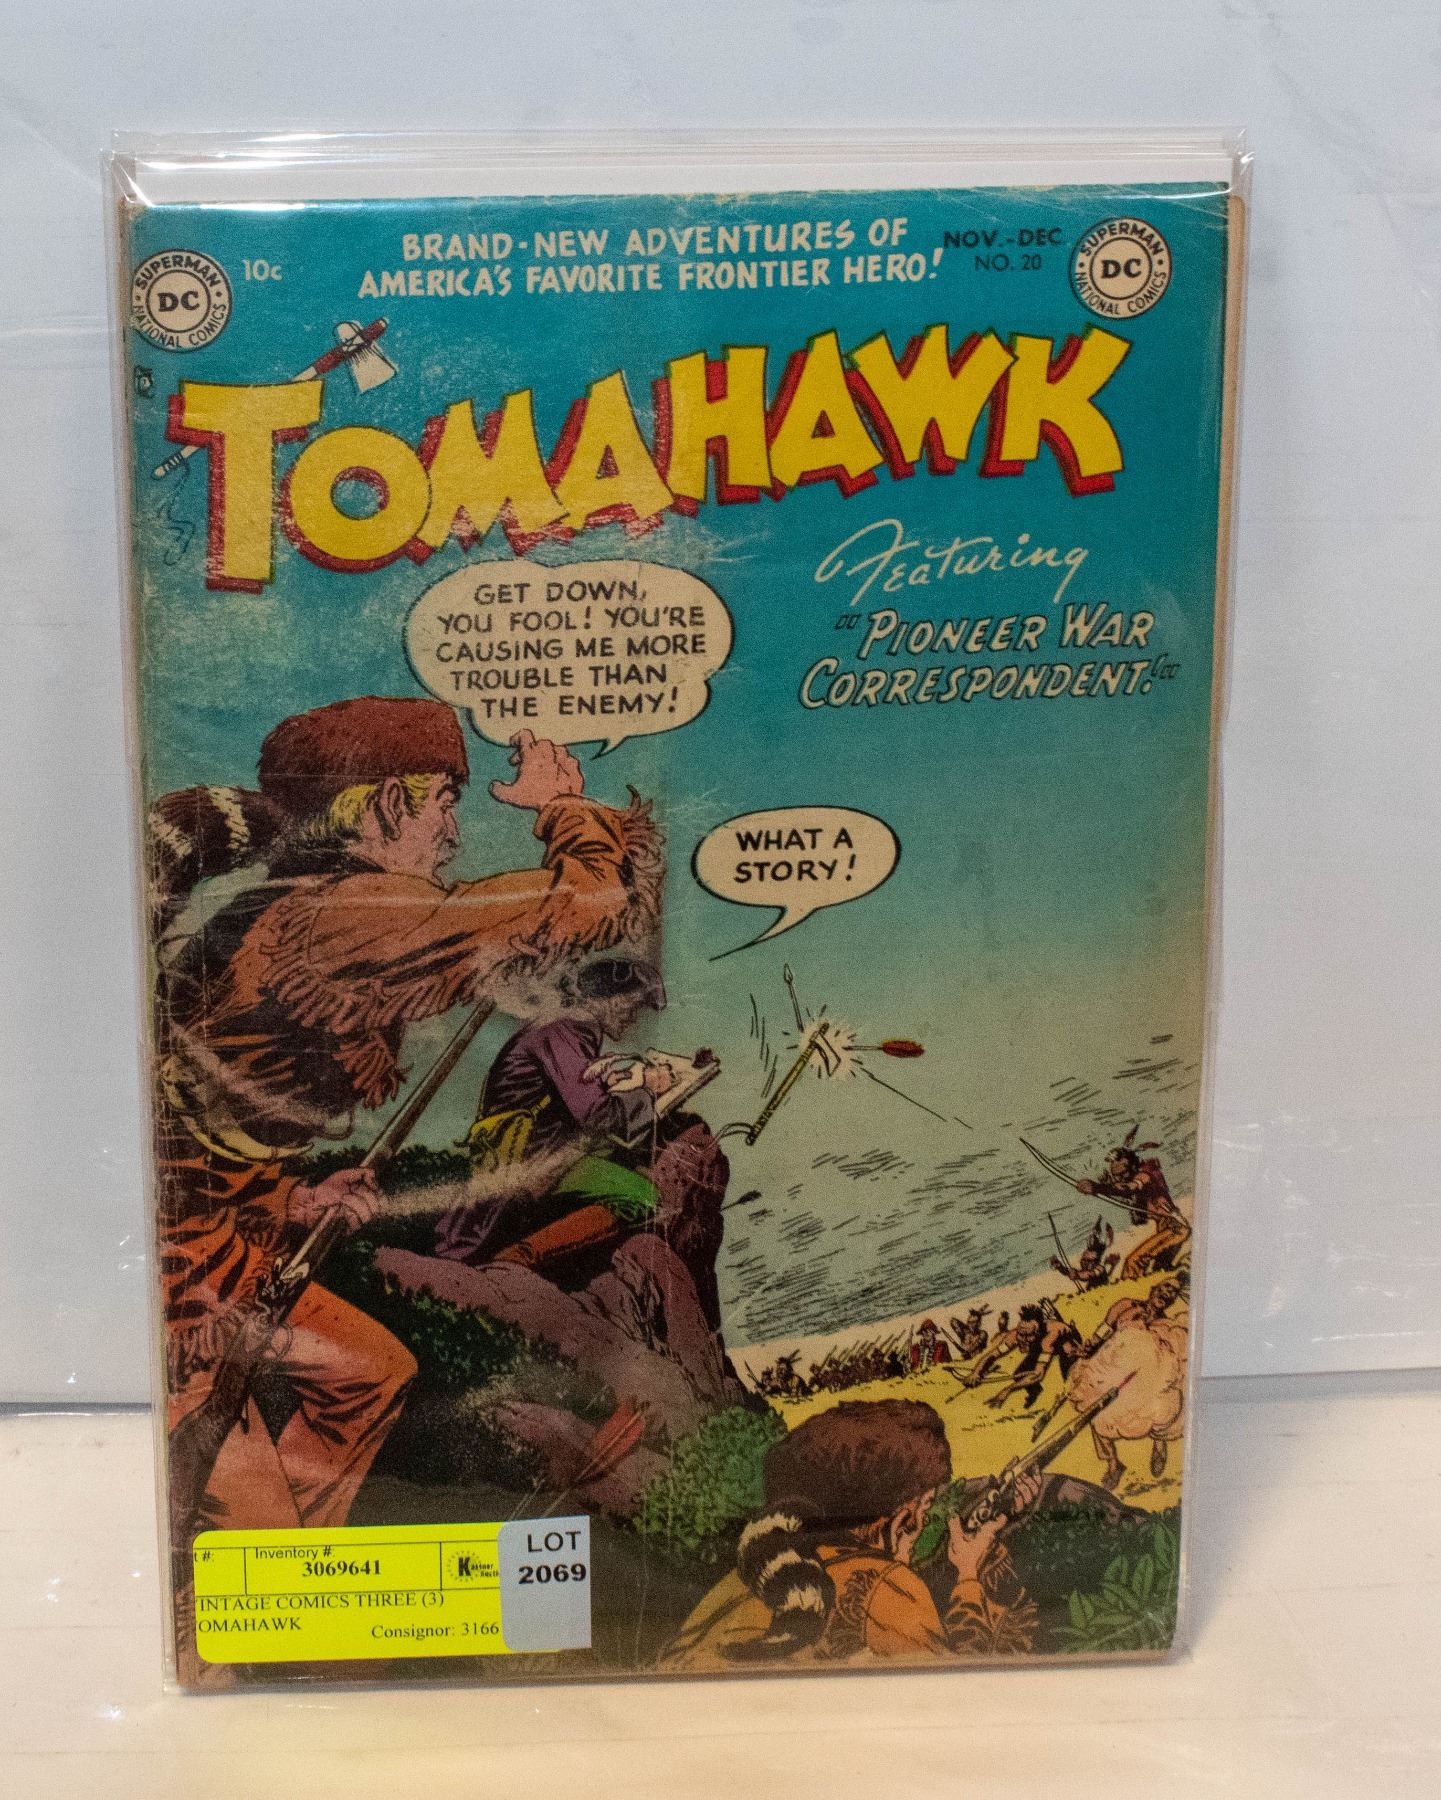 BRAND-NEW ADVENTURES OF
AMERICA'S FAVORITE FRONTIER HERO!
NOV.-DEC.
NO. 20
SUPERMAN
DC
NATIONAL COMICS
10c
SUPERMAN
DC
NATIONAL COMICS
TOMAHAWK
Featuring
"PIONEER WAR
CORRESPONDENT!"
GET DOWN,
YOU FOOL! YOU'RE
CAUSING ME MORE
TROUBLE THAN
THE ENEMY!
WHAT A
STORY!
t #:
Inventory #:
3069641
INTAGE COMICS THREE (3)
OMAHAWK
Consignor: 3166
LOT
2069